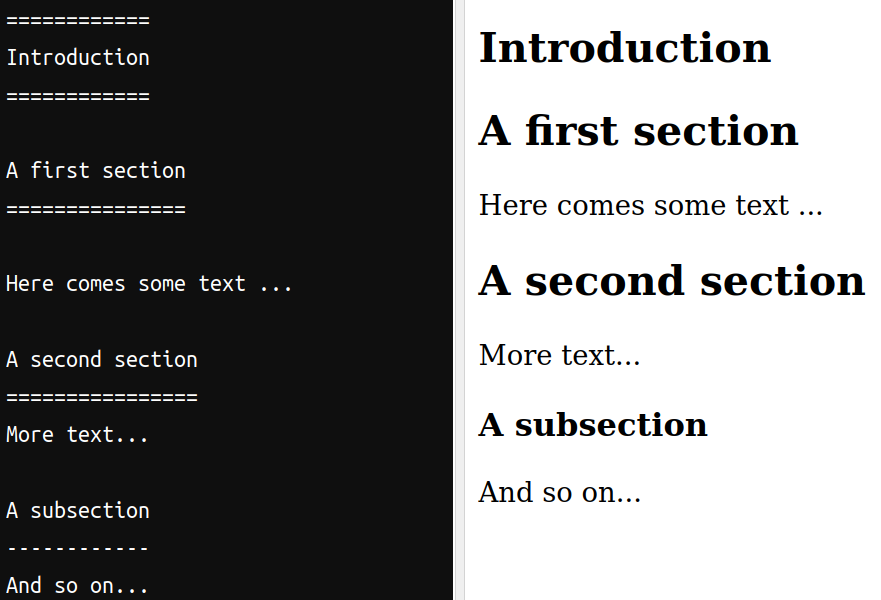 ============
Introduction
============
A first section
===============
Here comes some text ...
A second section
================
More text...
A subsection
------------
And so on...
Introduction
A first section
Here comes some text ...
A second section
More text...
A subsection
And so on...